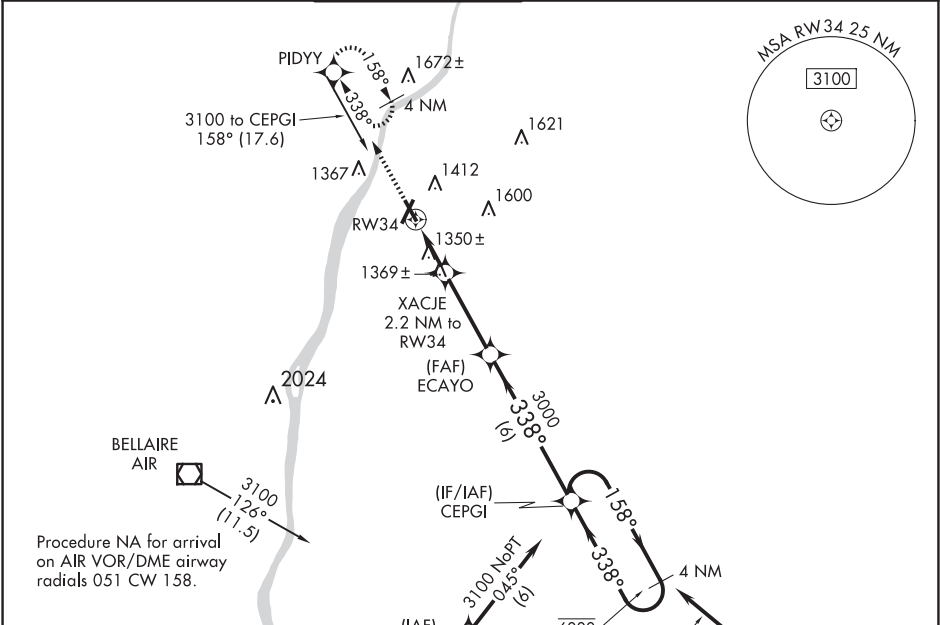 MSA RW34 25 NM
3100
PIDYY
158°
1672±
338°
4 NM
3100 to CEPGI
158° (17.6)
1621
1367
1412
1600
RW34
1350±
1369±
XACJE
2.2 NM to
RW34
(FAF)
ECAYO
2024
3000
338°
(6)
BELLAIRE
AIR
3100
126°
(11.5)
(IF/IAF)
CEPGI
158°
338°
4 NM
Procedure NA for arrival
on AIR VOR/DME airway
radials 051 CW 158.
3100 NoPT
045°
(6)
(IAF)